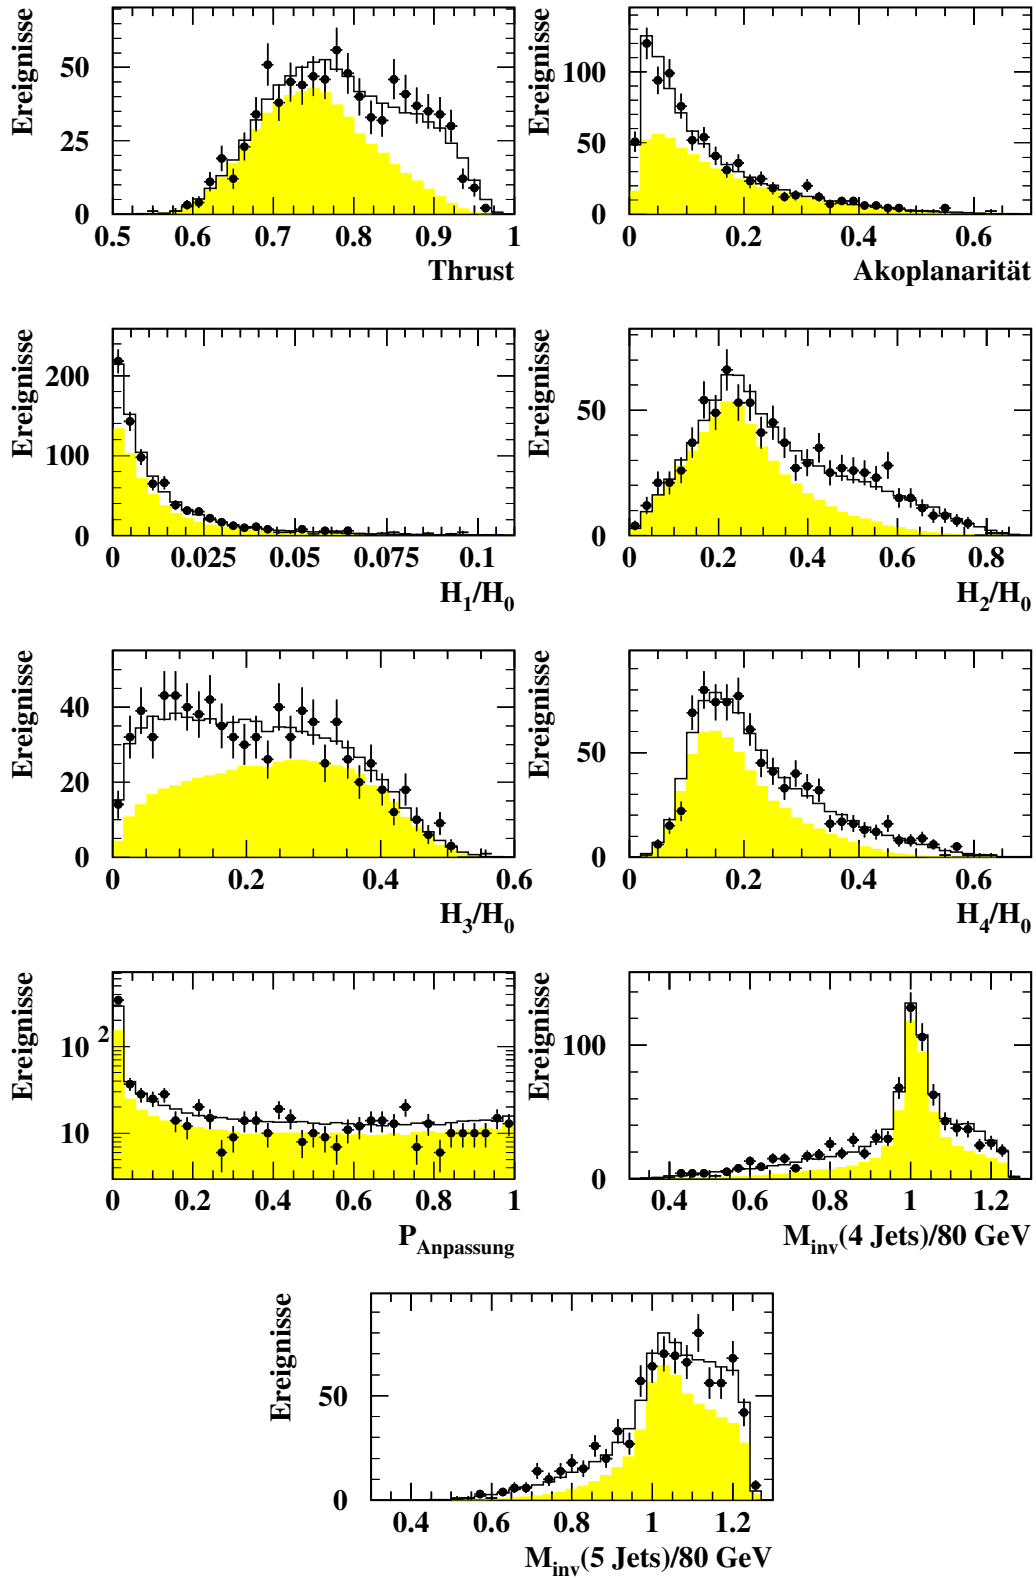 Ereignisse
50
25
0
0.5 0.6 0.7 0.8 0.9 1
Thrust
Ereignisse
100
50
0
0 0.2 0.4 0.6
Akoplanarität
Ereignisse
200
100
0
0 0.025 0.05 0.075 0.1
H1/H0
Ereignisse
50
0
0 0.2 0.4 0.6 0.8
H2/H0
Ereignisse
40
20
0
0 0.2 0.4 0.6
H3/H0
Ereignisse
50
0
0 0.2 0.4 0.6
H4/H0
Ereignisse
10 2
10
0 0.2 0.4 0.6 0.8 1
PAnpassung
Ereignisse
100
0
0.4 0.6 0.8 1 1.2
Minv(4 Jets)/80 GeV
Ereignisse
50
0
0.4 0.6 0.8 1 1.2
Minv(5 Jets)/80 GeV